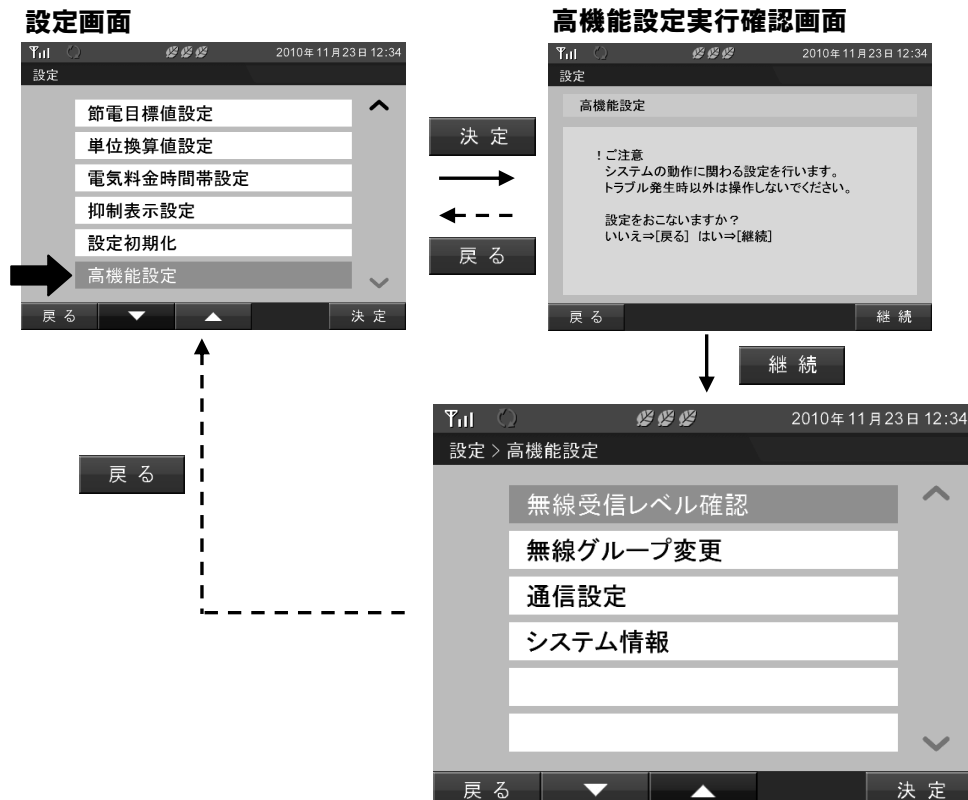 設定画面
2010年11月23日 12:34
設定
節電目標値設定
単位換算値設定
電気料金時間帯設定
抑制表示設定
設定初期化
高機能設定
戻る
決定
決定
戻る
高機能設定実行確認画面
2010年11月23日 12:34
設定
高機能設定
！ご注意
システムの動作に関わる設定を行います。
トラブル発生時以外は操作しないでください。
設定をおこないますか？
いいえ⇒[戻る] はい⇒[継続]
戻る
継続
継続
戻る
2010年11月23日 12:34
設定 > 高機能設定
無線受信レベル確認
無線グループ変更
通信設定
システム情報
戻る
決定